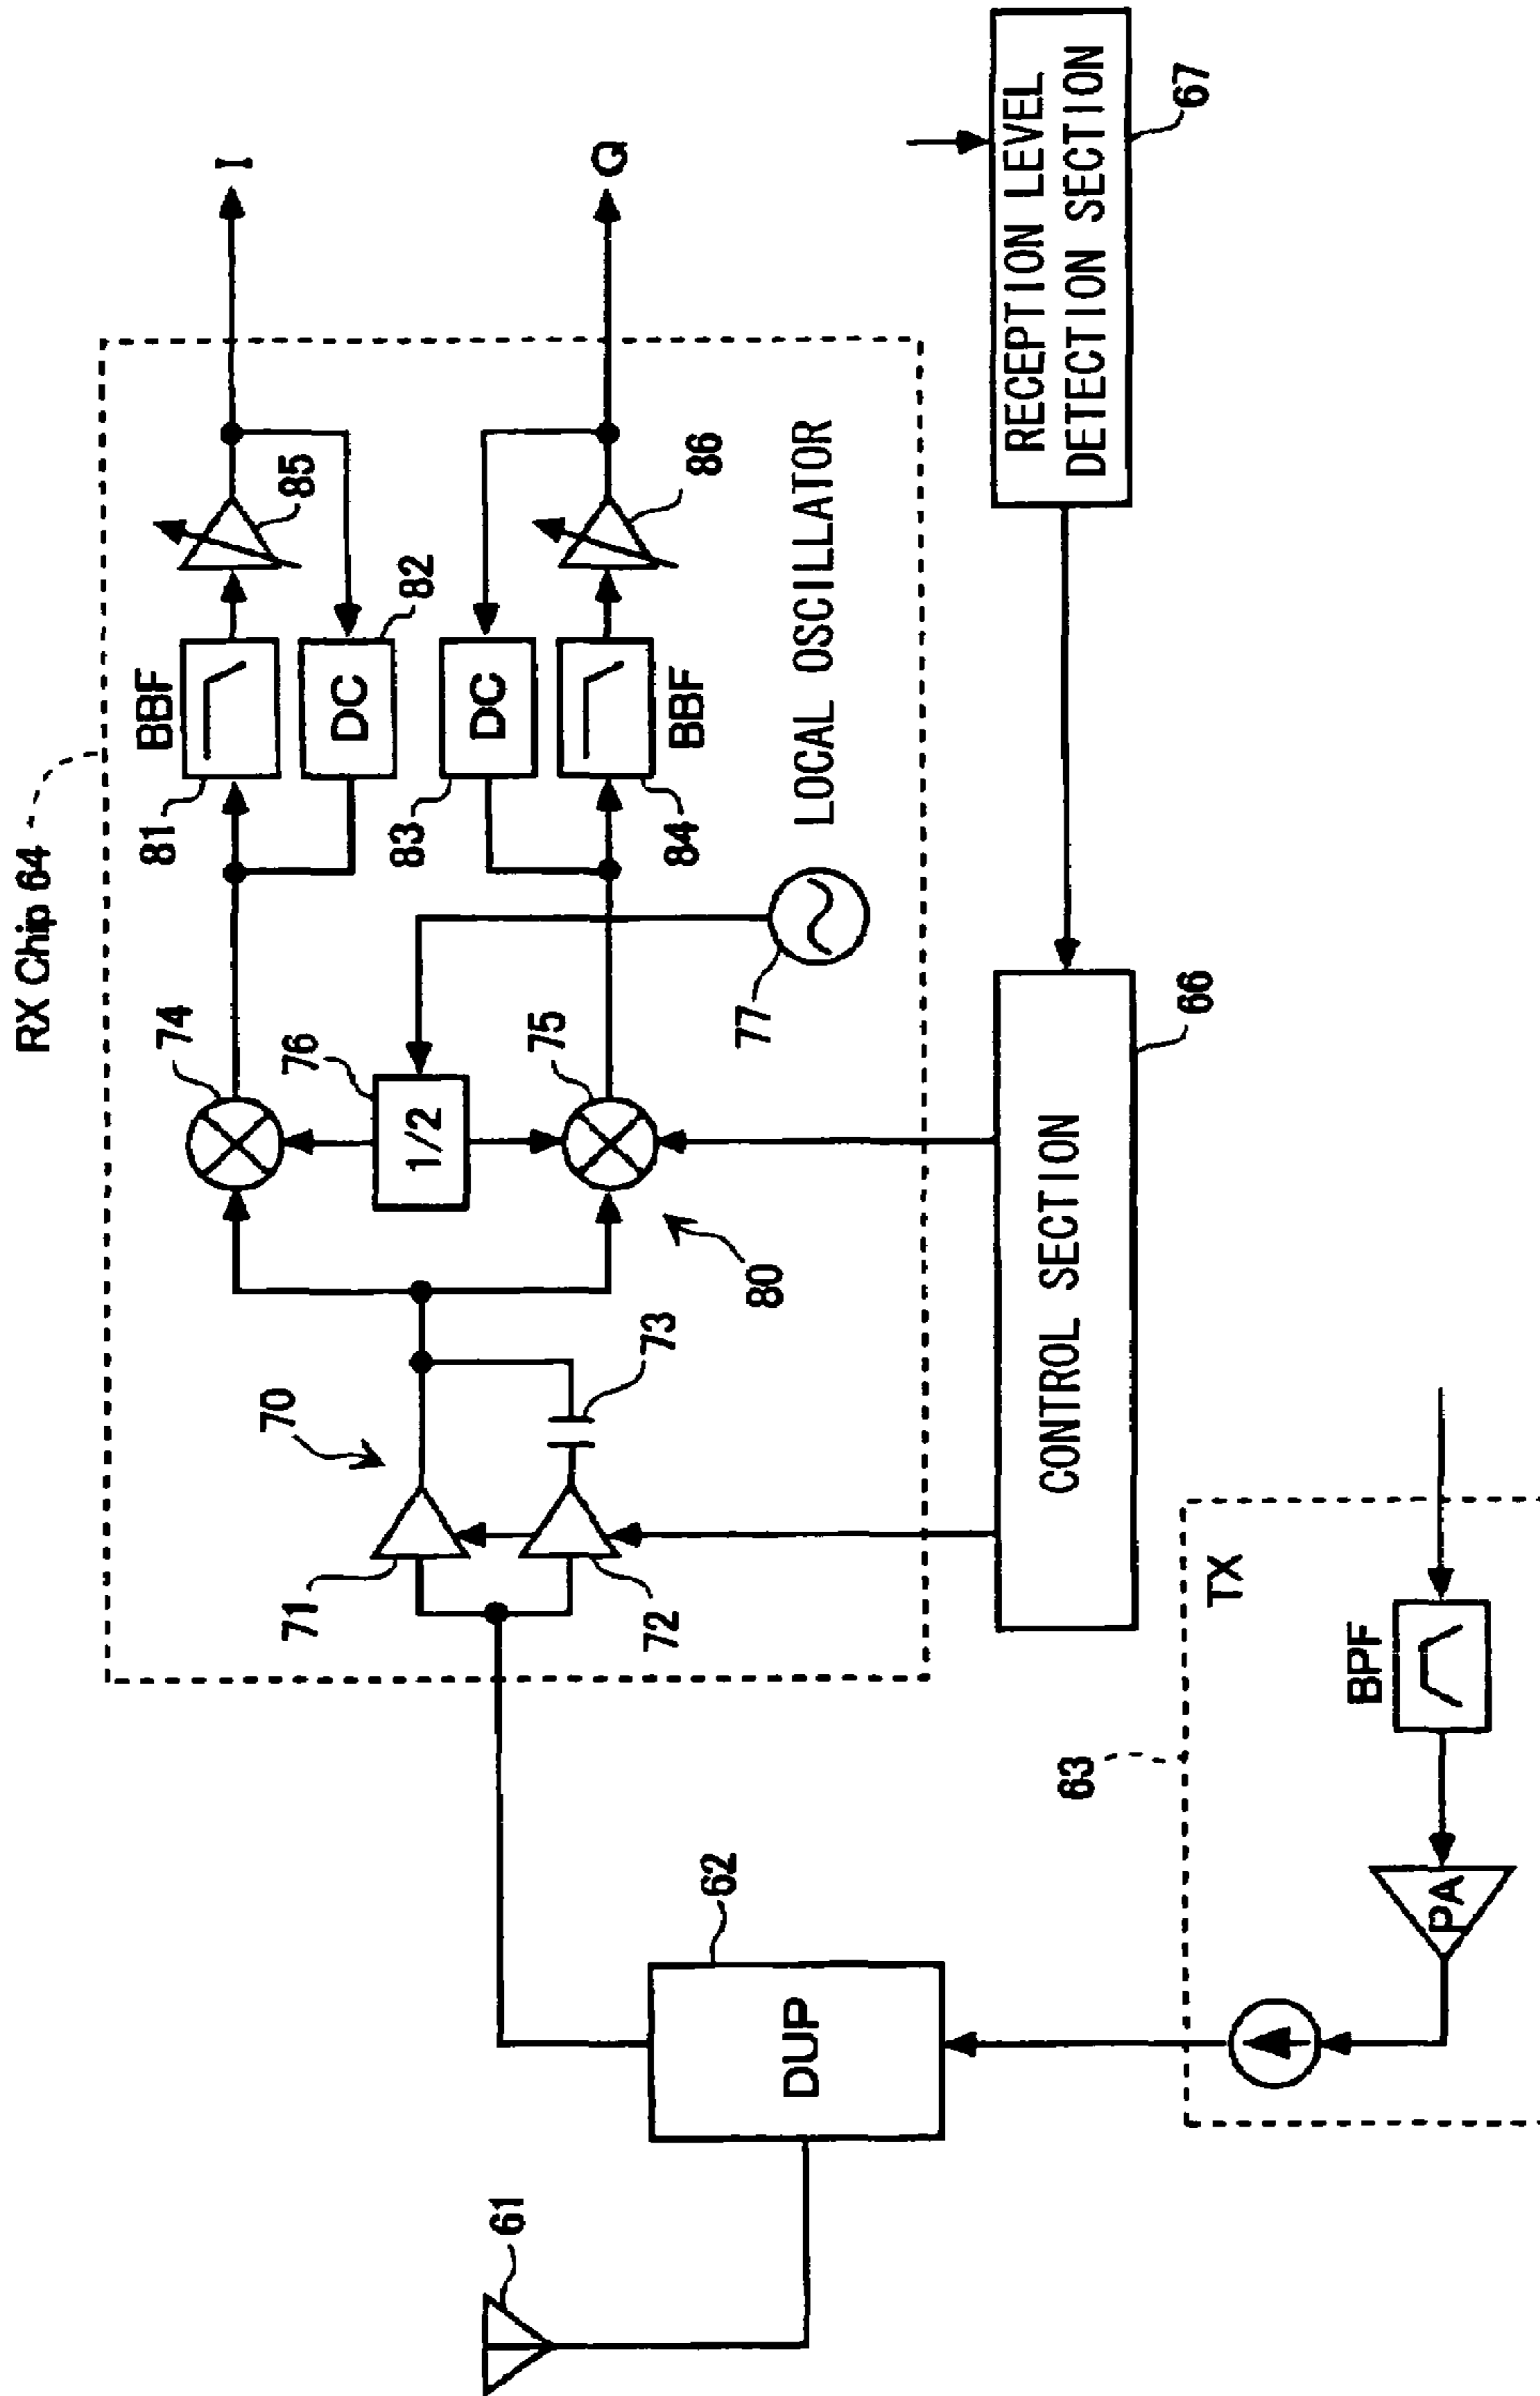 RX Chip 64
74
81
BBF
85
I
76
1/2
82
DC
70
71
83
DC
72
73
75
84
BBF
86
Q
80
77
LOCAL OSCILLATOR
61
62
DUP
CONTROL SECTION
66
RECEPTION LEVEL
DETECTION SECTION
67
63
TX
BPF
PA